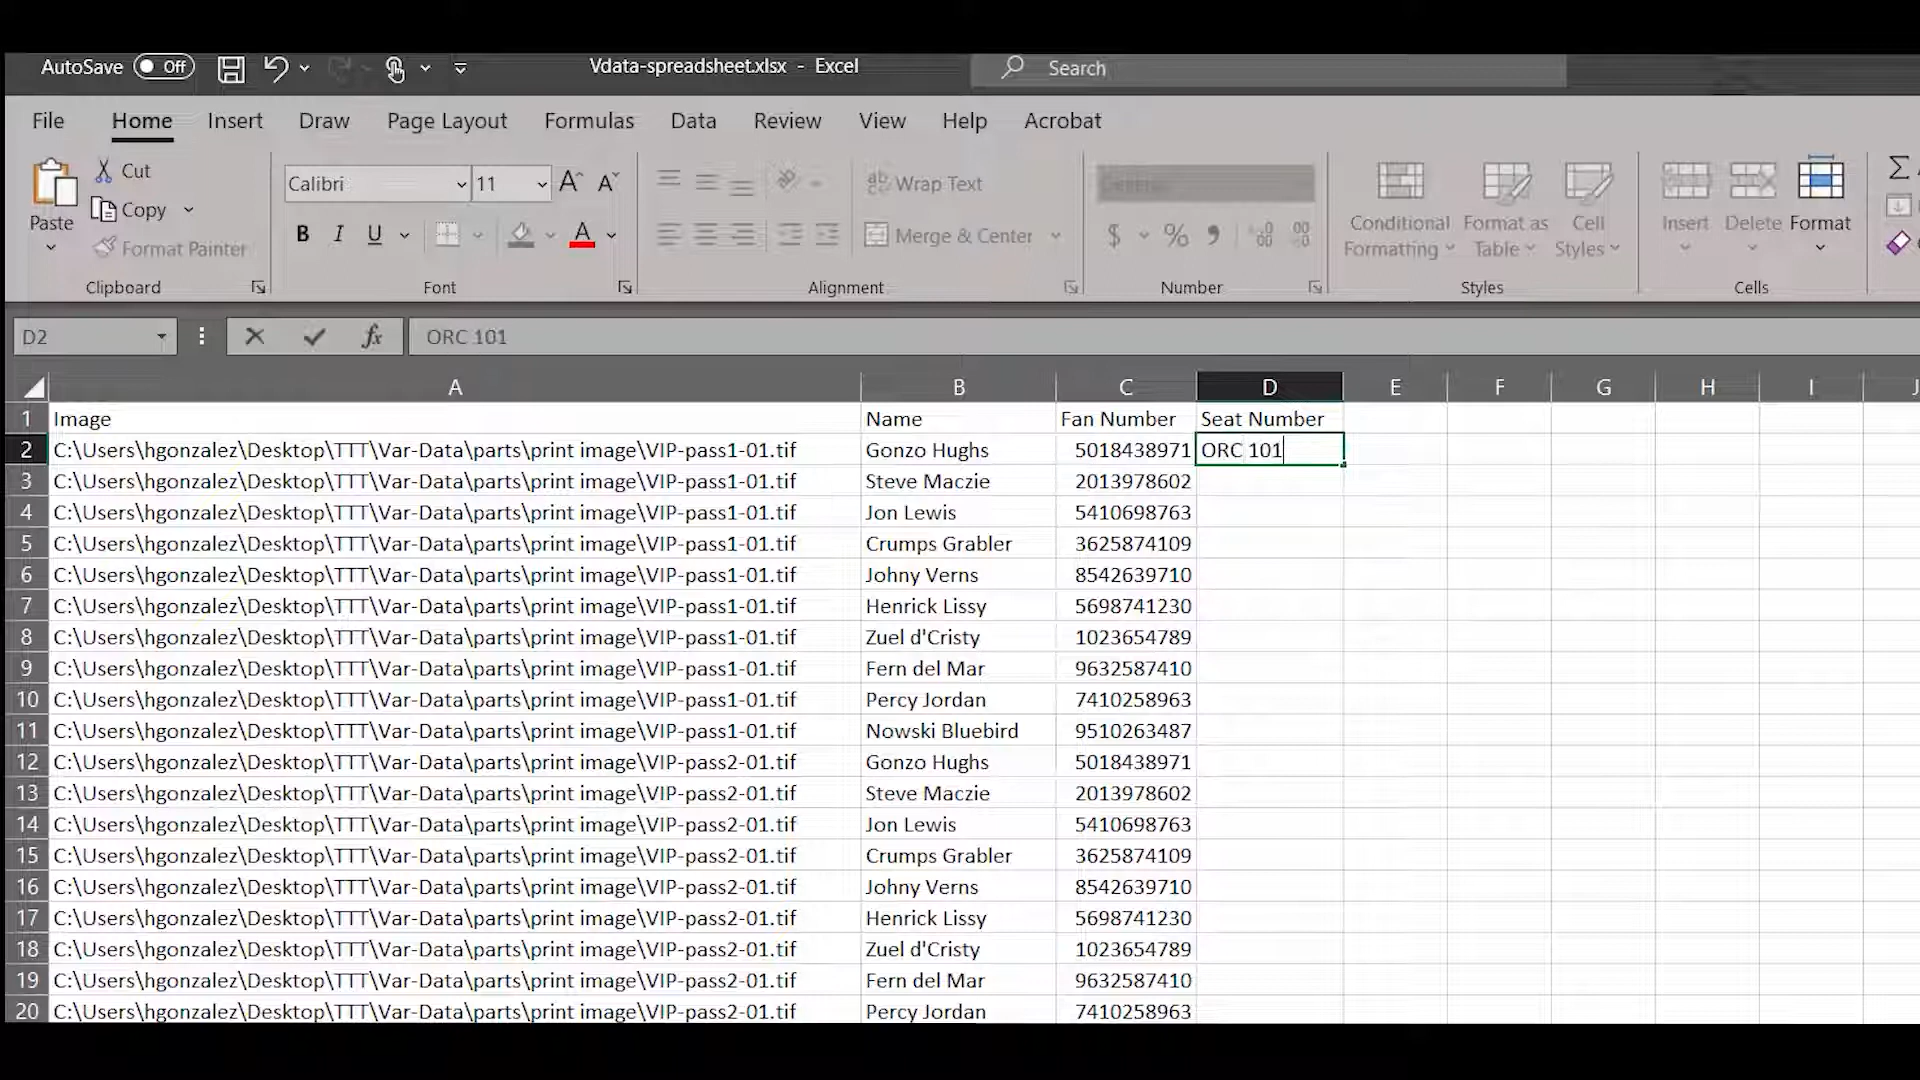 AutoSave Off Vdata-spreadsheet.xlsx - Excel Search
File Home Insert Draw Page Layout Formulas Data Review View Help Acrobat
Paste Cut Copy Format Painter Clipboard
Calibri 11 B I U A Font
ab Wrap Text Merge & Center Alignment
$ % Number
Conditional Formatting Format as Table Cell Styles Styles
Insert Delete Format Cells
D2 fx ORC 101
A B C D E F G H I J
1 Image Name Fan Number Seat Number
2 C:\Users\hgonzalez\Desktop\TTT\Var-Data\parts\print image\VIP-pass1-01.tif Gonzo Hughs 5018438971 ORC 101
3 C:\Users\hgonzalez\Desktop\TTT\Var-Data\parts\print image\VIP-pass1-01.tif Steve Maczie 2013978602
4 C:\Users\hgonzalez\Desktop\TTT\Var-Data\parts\print image\VIP-pass1-01.tif Jon Lewis 5410698763
5 C:\Users\hgonzalez\Desktop\TTT\Var-Data\parts\print image\VIP-pass1-01.tif Crumps Grabler 3625874109
6 C:\Users\hgonzalez\Desktop\TTT\Var-Data\parts\print image\VIP-pass1-01.tif Johny Verns 8542639710
7 C:\Users\hgonzalez\Desktop\TTT\Var-Data\parts\print image\VIP-pass1-01.tif Henrick Lissy 5698741230
8 C:\Users\hgonzalez\Desktop\TTT\Var-Data\parts\print image\VIP-pass1-01.tif Zuel d'Cristy 1023654789
9 C:\Users\hgonzalez\Desktop\TTT\Var-Data\parts\print image\VIP-pass1-01.tif Fern del Mar 9632587410
10 C:\Users\hgonzalez\Desktop\TTT\Var-Data\parts\print image\VIP-pass1-01.tif Percy Jordan 7410258963
11 C:\Users\hgonzalez\Desktop\TTT\Var-Data\parts\print image\VIP-pass1-01.tif Nowski Bluebird 9510263487
12 C:\Users\hgonzalez\Desktop\TTT\Var-Data\parts\print image\VIP-pass2-01.tif Gonzo Hughs 5018438971
13 C:\Users\hgonzalez\Desktop\TTT\Var-Data\parts\print image\VIP-pass2-01.tif Steve Maczie 2013978602
14 C:\Users\hgonzalez\Desktop\TTT\Var-Data\parts\print image\VIP-pass2-01.tif Jon Lewis 5410698763
15 C:\Users\hgonzalez\Desktop\TTT\Var-Data\parts\print image\VIP-pass2-01.tif Crumps Grabler 3625874109
16 C:\Users\hgonzalez\Desktop\TTT\Var-Data\parts\print image\VIP-pass2-01.tif Johny Verns 8542639710
17 C:\Users\hgonzalez\Desktop\TTT\Var-Data\parts\print image\VIP-pass2-01.tif Henrick Lissy 5698741230
18 C:\Users\hgonzalez\Desktop\TTT\Var-Data\parts\print image\VIP-pass2-01.tif Zuel d'Cristy 1023654789
19 C:\Users\hgonzalez\Desktop\TTT\Var-Data\parts\print image\VIP-pass2-01.tif Fern del Mar 9632587410
20 C:\Users\hgonzalez\Desktop\TTT\Var-Data\parts\print image\VIP-pass2-01.tif Percy Jordan 7410258963